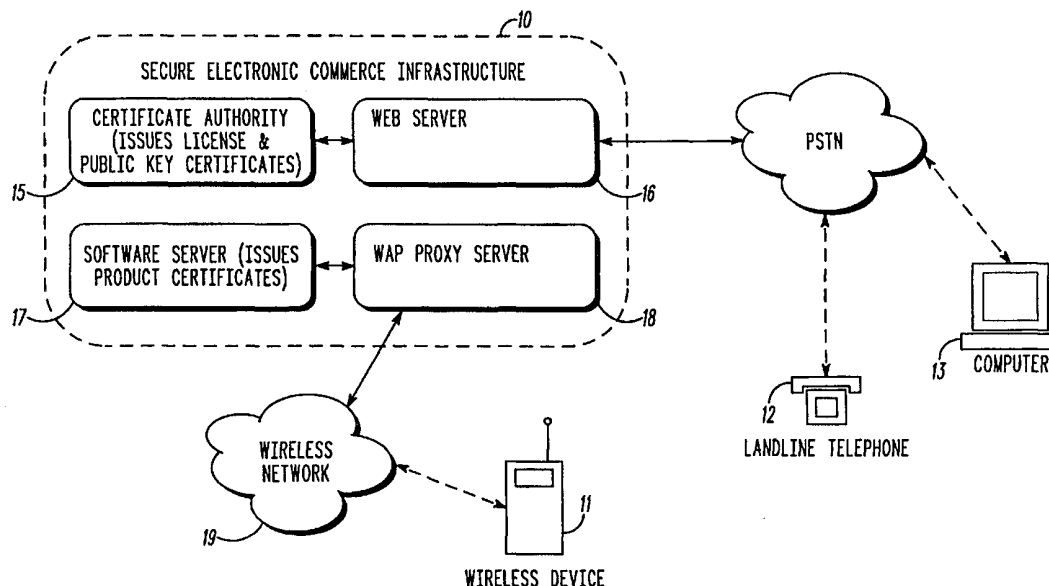 10
SECURE ELECTRONIC COMMERCE INFRASTRUCTURE
CERTIFICATE AUTHORITY
(ISSUES LICENSE &
PUBLIC KEY CERTIFICATES)
15
WEB SERVER
16
PSTN
SOFTWARE SERVER (ISSUES
PRODUCT CERTIFICATES)
17
WAP PROXY SERVER
18
13
COMPUTER
12
LANDLINE TELEPHONE
WIRELESS
NETWORK
19
11
WIRELESS DEVICE